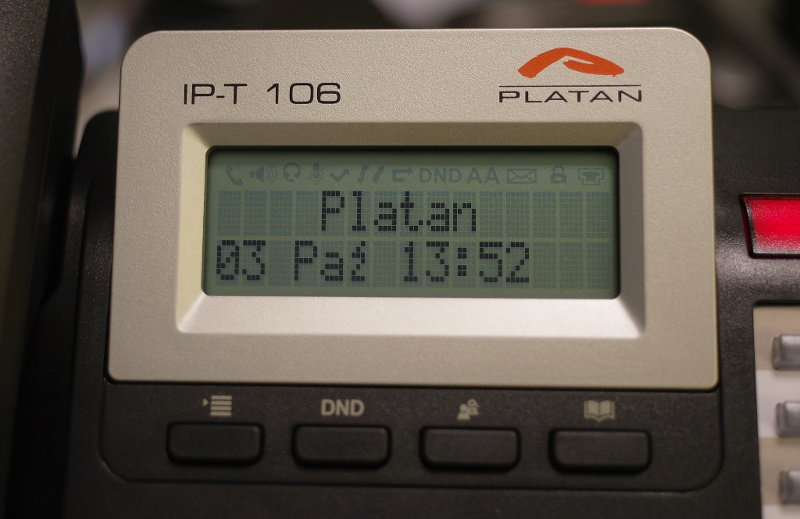 IP-T 106
PLATAN
DND AA
Platan
03 Paź 13:52
DND